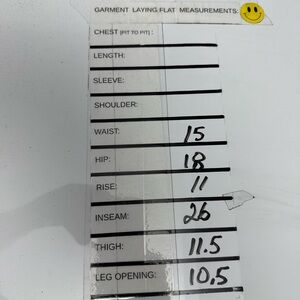 GARMENT LAYING FLAT MEASUREMENTS:
CHEST [PIT TO PIT] :
LENGTH:
SLEEVE:
SHOULDER:
WAIST: 15
HIP: 18
RISE: 11
INSEAM: 26
THIGH: 11.5
LEG OPENING: 10.5